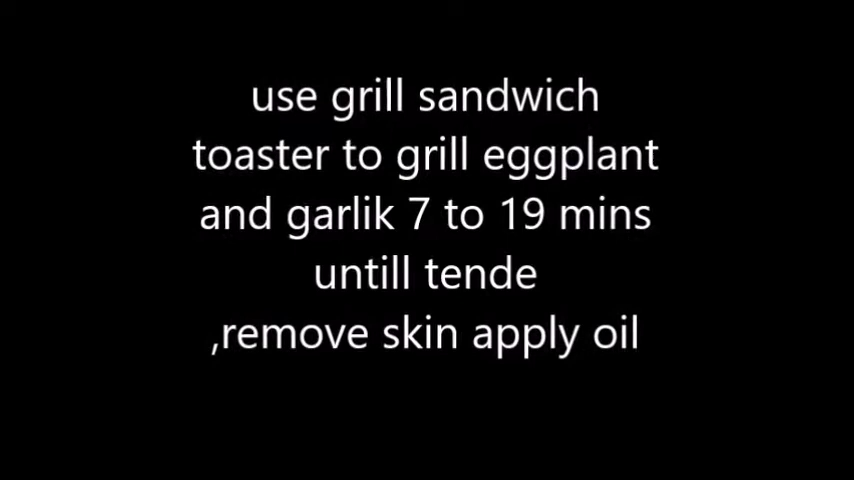 use grill sandwich
toaster to grill eggplant
and garlik 7 to 19 mins
untill tende
,remove skin apply oil